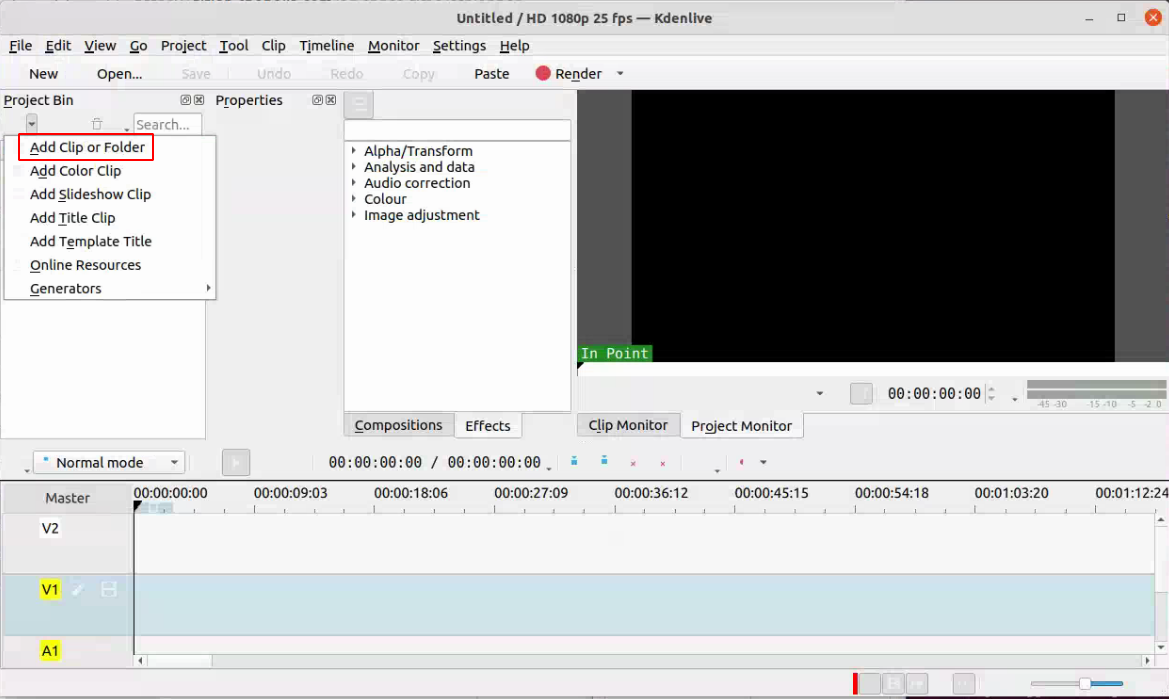 Untitled / HD 1080p 25 fps — Kdenlive
File Edit View Go Project Tool Clip Timeline Monitor Settings Help
New Open... Save Undo Redo Copy Paste Render
Project Bin Properties
Search...
Add Clip or Folder
Add Color Clip
Add Slideshow Clip
Add Title Clip
Add Template Title
Online Resources
Generators
Alpha/Transform
Analysis and data
Audio correction
Colour
Image adjustment
In Point
00:00:00:00
-45 -30 -15 -10 -5 -2 0
Compositions Effects
Clip Monitor Project Monitor
Normal mode 00:00:00:00 / 00:00:00:00
Master 00:00:00:00 00:00:09:03 00:00:18:06 00:00:27:09 00:00:36:12 00:00:45:15 00:00:54:18 00:01:03:20 00:01:12:24
V2
V1
A1